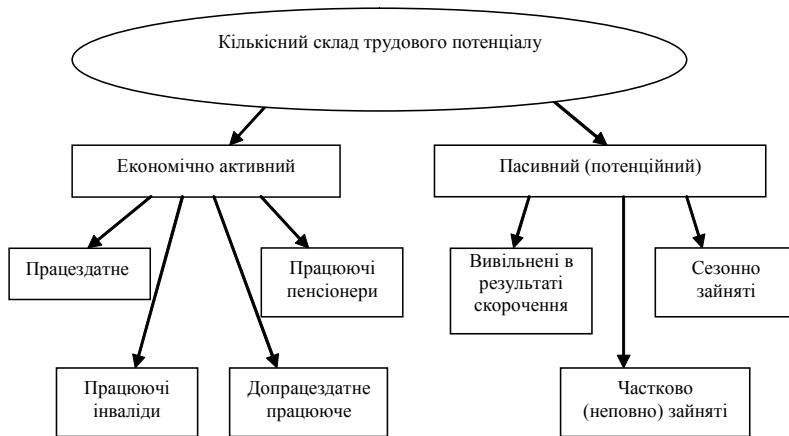 Кількісний склад трудового потенціалу
Економічно активний
Пасивний (потенційний)
Працездатне
Працюючі
пенсіонери
Вивільнені в
результаті
скорочення
Сезонно
зайняті
Працюючі
інваліди
Допрацездатне
працююче
Частково
(неповно) зайняті